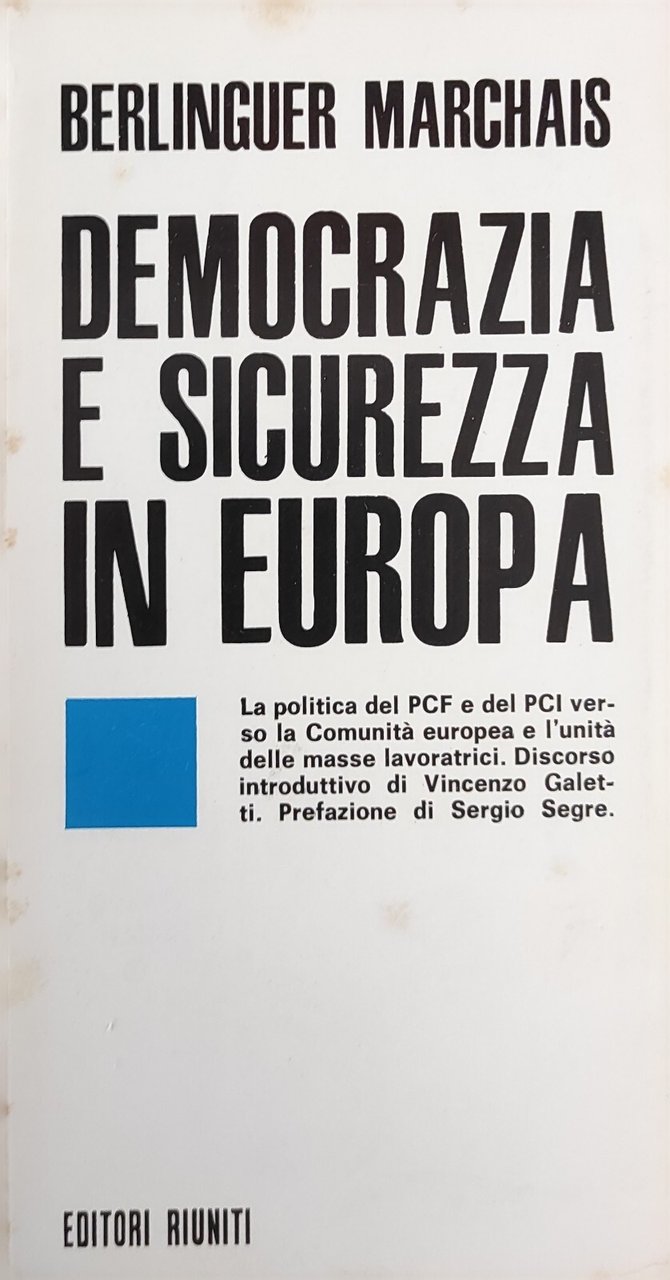 BERLINGUER MARCHAIS
DEMOCRAZIA
E SICUREZZA
IN EUROPA
La politica del PCF e del PCI ver-
so la Comunità europea e l'unità
delle masse lavoratrici. Discorso
introduttivo di Vincenzo Galet-
ti. Prefazione di Sergio Segre.
EDITORI RIUNITI